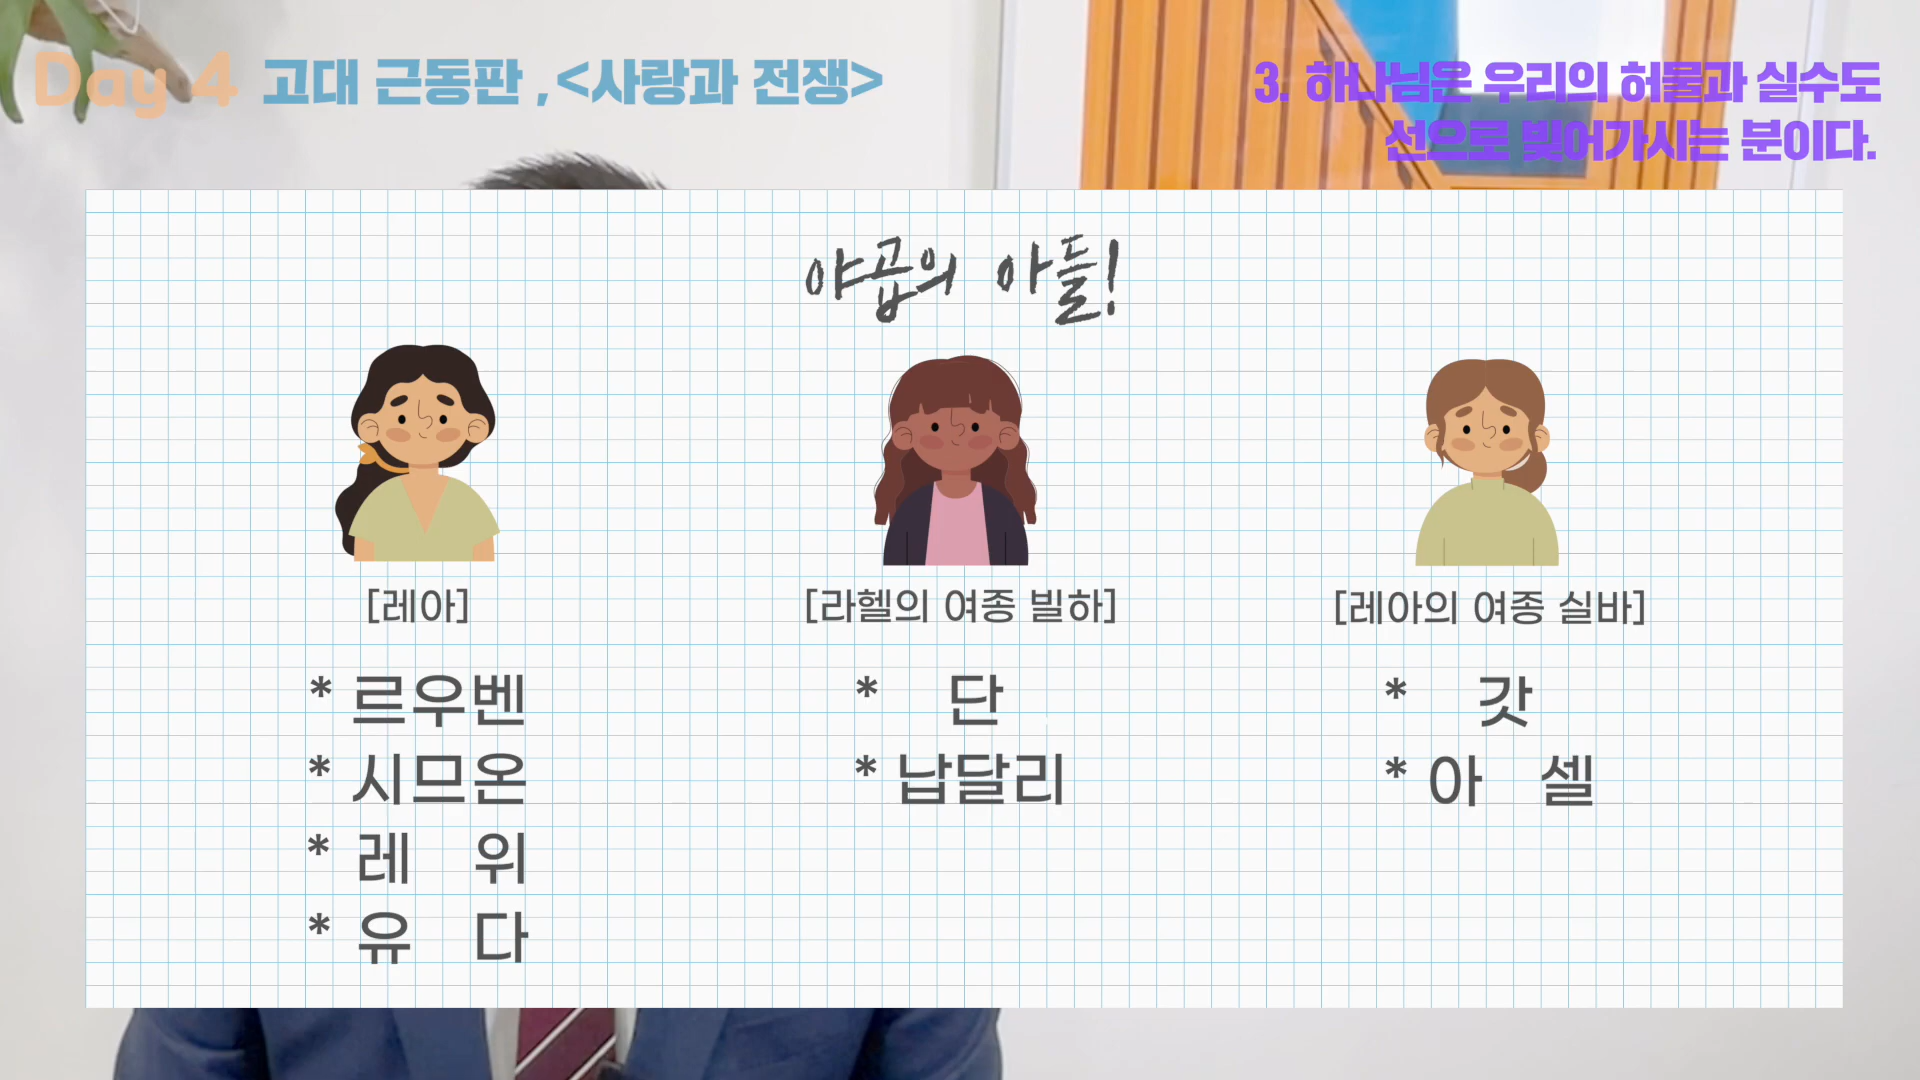 Day 4 고대 근동판 ,<사랑과 전쟁>
3. 하나님은 우리의 허물과 실수도
선으로 빚어가시는 분이다.
야곱의 아들!
[레아]
* 르우벤
* 시므온
* 레 위
* 유 다
[라헬의 여종 빌하]
* 단
* 납달리
[레아의 여종 실바]
* 갓
* 아 셀